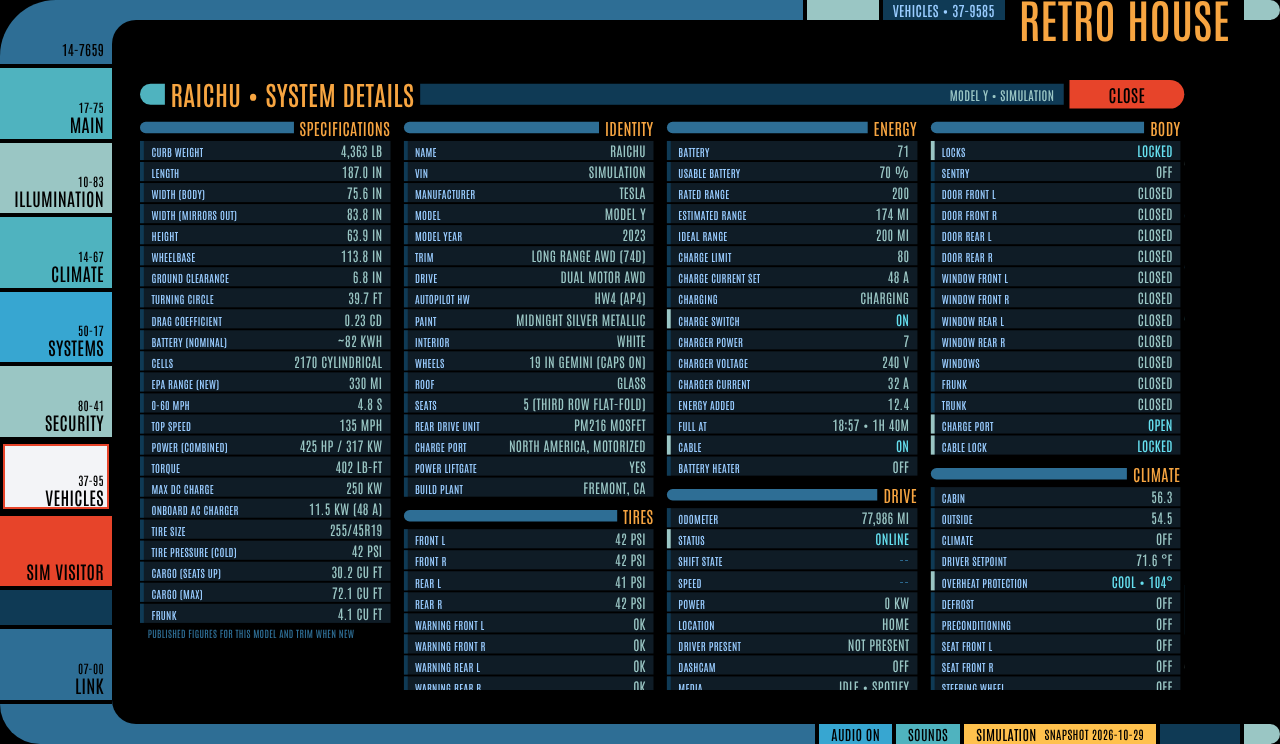 VEHICLES • 37-9585
RETRO HOUSE
14-7659
17-75
MAIN
10-83
ILLUMINATION
14-67
CLIMATE
50-17
SYSTEMS
80-41
SECURITY
37-95
VEHICLES
SIM VISITOR
07-00
LINK
RAICHU • SYSTEM DETAILS
MODEL Y • SIMULATION
CLOSE
SPECIFICATIONS
CURB WEIGHT 4,363 LB
LENGTH 187.0 IN
WIDTH (BODY) 75.6 IN
WIDTH (MIRRORS OUT) 83.8 IN
HEIGHT 63.9 IN
WHEELBASE 113.8 IN
GROUND CLEARANCE 6.8 IN
TURNING CIRCLE 39.7 FT
DRAG COEFFICIENT 0.23 CD
BATTERY (NOMINAL) ~82 KWH
CELLS 2170 CYLINDRICAL
EPA RANGE (NEW) 330 MI
0-60 MPH 4.8 S
TOP SPEED 135 MPH
POWER (COMBINED) 425 HP / 317 KW
TORQUE 402 LB-FT
MAX DC CHARGE 250 KW
ONBOARD AC CHARGER 11.5 KW (48 A)
TIRE SIZE 255/45R19
TIRE PRESSURE (COLD) 42 PSI
CARGO (SEATS UP) 30.2 CU FT
CARGO (MAX) 72.1 CU FT
FRUNK 4.1 CU FT
PUBLISHED FIGURES FOR THIS MODEL AND TRIM WHEN NEW
IDENTITY
NAME RAICHU
VIN SIMULATION
MANUFACTURER TESLA
MODEL MODEL Y
MODEL YEAR 2023
TRIM LONG RANGE AWD (74D)
DRIVE DUAL MOTOR AWD
AUTOPILOT HW HW4 (AP4)
PAINT MIDNIGHT SILVER METALLIC
INTERIOR WHITE
WHEELS 19 IN GEMINI (CAPS ON)
ROOF GLASS
SEATS 5 (THIRD ROW FLAT-FOLD)
REAR DRIVE UNIT PM216 MOSFET
CHARGE PORT NORTH AMERICA, MOTORIZED
POWER LIFTGATE YES
BUILD PLANT FREMONT, CA
TIRES
FRONT L 42 PSI
FRONT R 42 PSI
REAR L 41 PSI
REAR R 42 PSI
WARNING FRONT L OK
WARNING FRONT R OK
WARNING REAR L OK
WARNING REAR R OK
ENERGY
BATTERY 71
USABLE BATTERY 70 %
RATED RANGE 200
ESTIMATED RANGE 174 MI
IDEAL RANGE 200 MI
CHARGE LIMIT 80
CHARGE CURRENT SET 48 A
CHARGING CHARGING
CHARGE SWITCH ON
CHARGER POWER 7
CHARGER VOLTAGE 240 V
CHARGER CURRENT 32 A
ENERGY ADDED 12.4
FULL AT 18:57 • 1H 40M
CABLE ON
BATTERY HEATER OFF
DRIVE
ODOMETER 77,986 MI
STATUS ONLINE
SHIFT STATE --
SPEED --
POWER 0 KW
LOCATION HOME
DRIVER PRESENT NOT PRESENT
DASHCAM OFF
MEDIA IDLE • SPOTIFY
BODY
LOCKS LOCKED
SENTRY OFF
DOOR FRONT L CLOSED
DOOR FRONT R CLOSED
DOOR REAR L CLOSED
DOOR REAR R CLOSED
WINDOW FRONT L CLOSED
WINDOW FRONT R CLOSED
WINDOW REAR L CLOSED
WINDOW REAR R CLOSED
WINDOWS CLOSED
FRUNK CLOSED
TRUNK CLOSED
CHARGE PORT OPEN
CABLE LOCK LOCKED
CLIMATE
CABIN 56.3
OUTSIDE 54.5
CLIMATE OFF
DRIVER SETPOINT 71.6 °F
OVERHEAT PROTECTION COOL • 104°
DEFROST OFF
PRECONDITIONING OFF
SEAT FRONT L OFF
SEAT FRONT R OFF
STEERING WHEEL OFF
AUDIO ON
SOUNDS
SIMULATION SNAPSHOT 2026-10-29